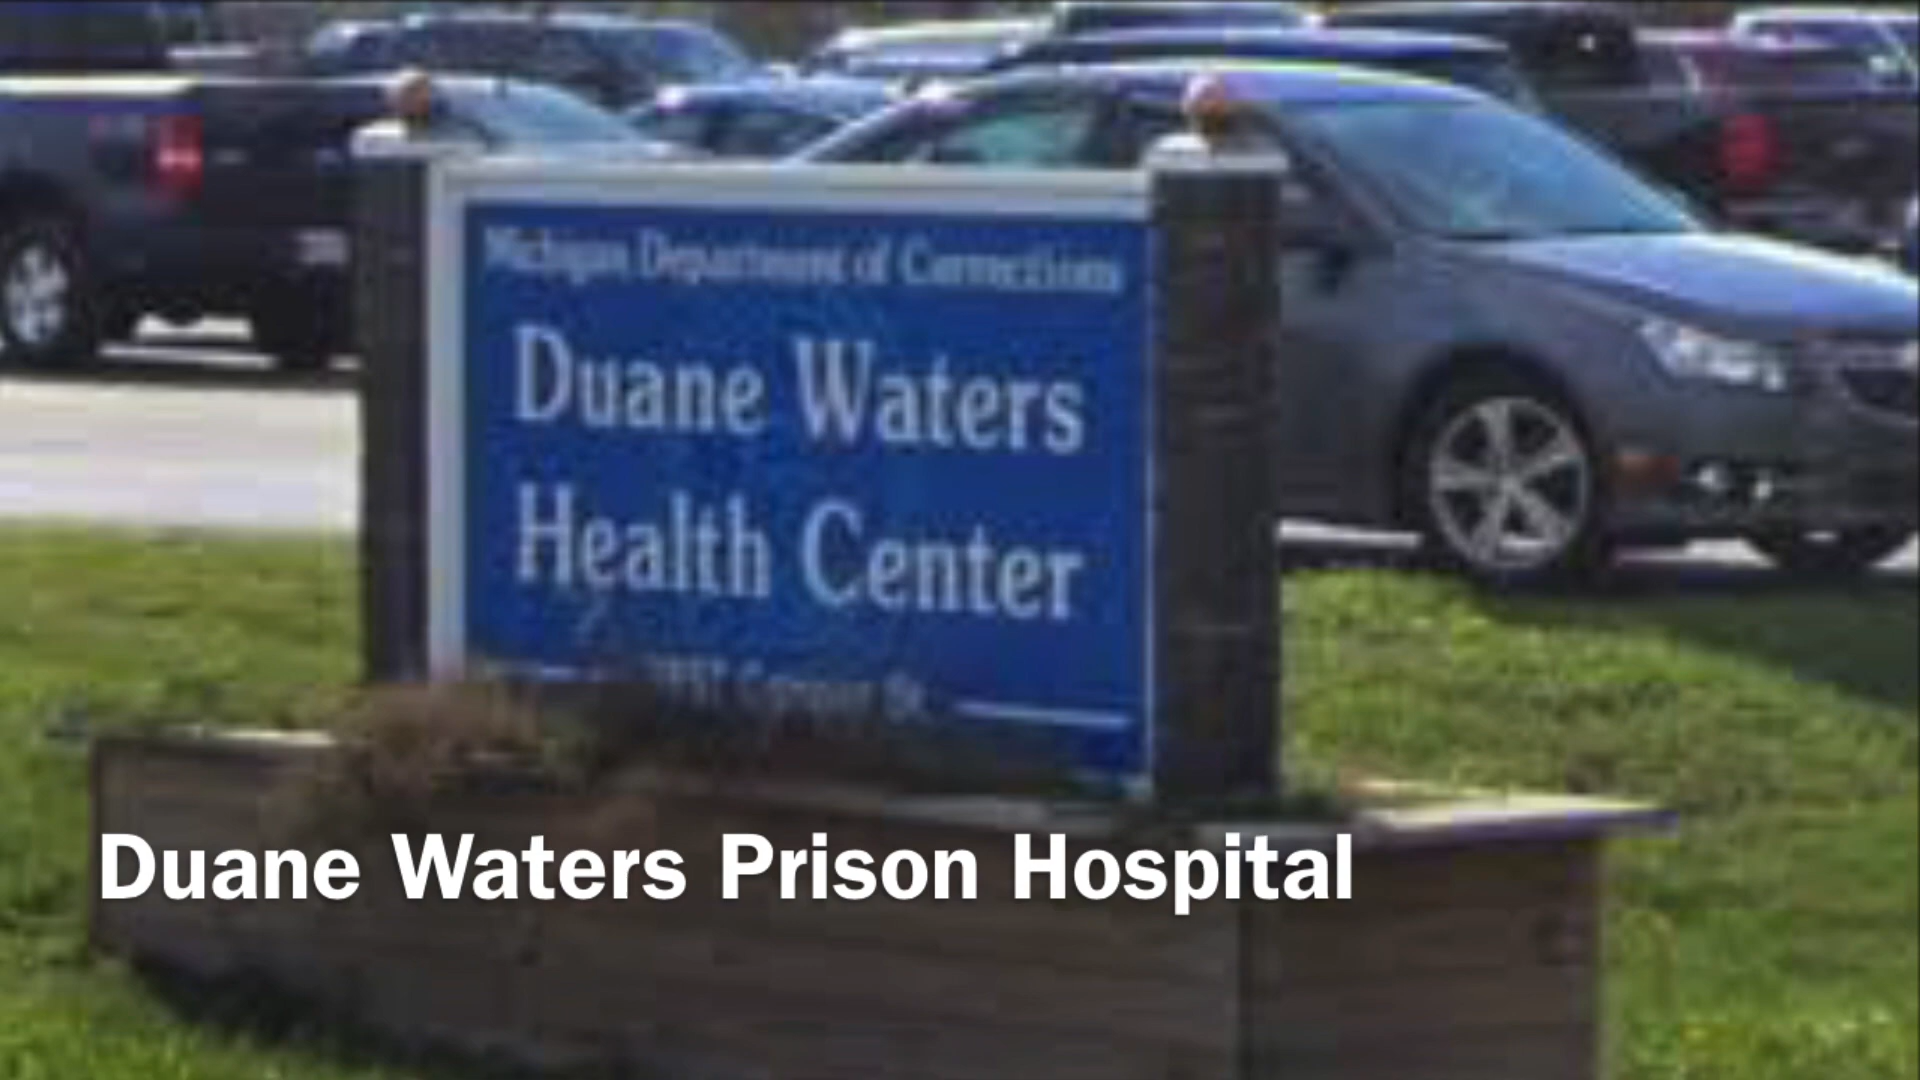 Michigan Department of Corrections
Duane Waters
Health Center
Duane Waters Prison Hospital